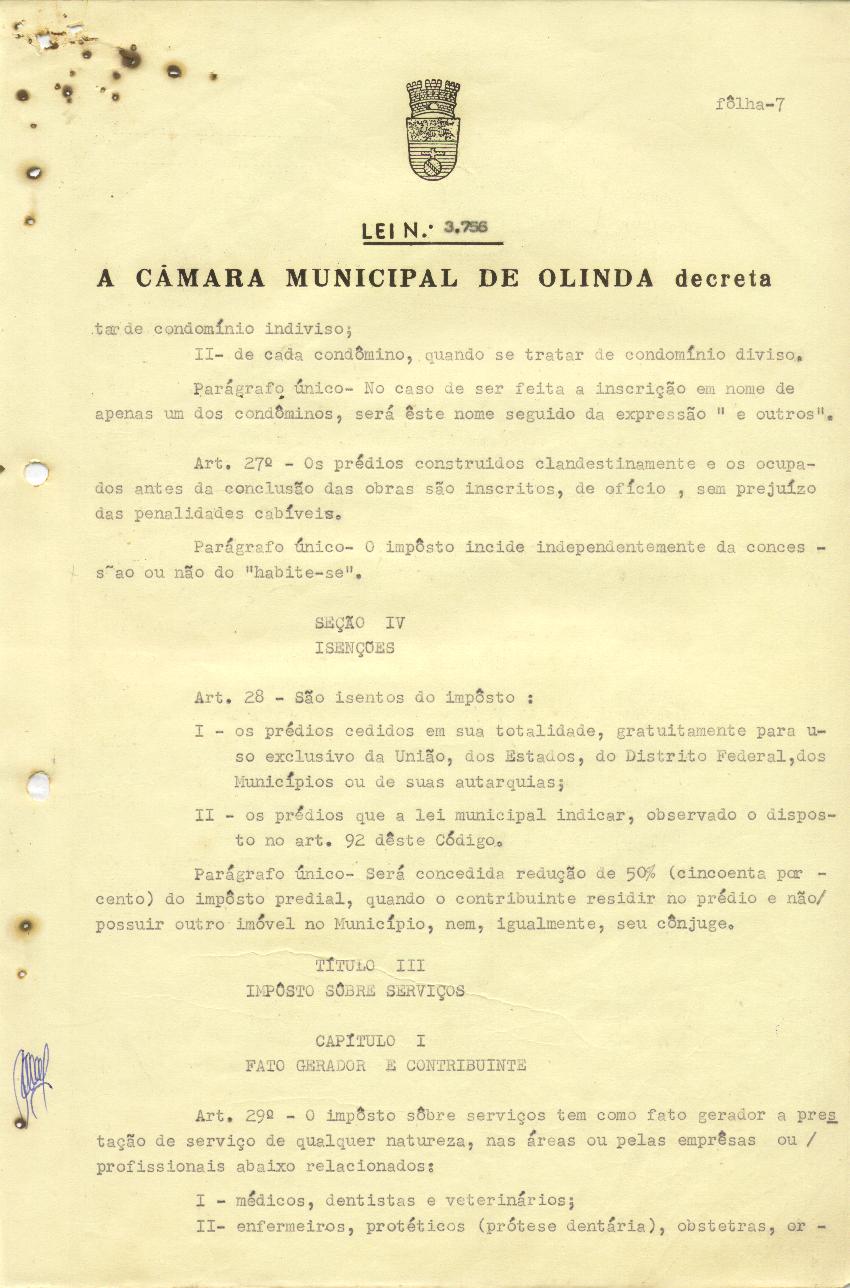 fôlha-7
LEI N.º 3.756
A CÂMARA MUNICIPAL DE OLINDA decreta
tar de condomínio indiviso;
II- de cada condômino, quando se tratar de condomínio diviso.
Parágrafo único- No caso de ser feita a inscrição em nome de
apenas um dos condôminos, será êste nome seguido da expressão " e outros".
Art. 27º - Os prédios construidos clandestinamente e os ocupa-
dos antes da conclusão das obras são inscritos, de ofício , sem prejuízo
das penalidades cabíveis.
Parágrafo único- O impôsto incide independentemente da conces -
s~ao ou não do "habite-se".
SEÇÃO IV
ISENÇÕES
Art. 28 - São isentos do impôsto :
I - os prédios cedidos em sua totalidade, gratuitamente para u-
so exclusivo da União, dos Estados, do Distrito Federal,dos
Municípios ou de suas autarquias;
II - os prédios que a lei municipal indicar, observado o dispos-
to no art. 92 dêste Código.
Parágrafo único- Será concedida redução de 50% (cincoenta por -
cento) do impôsto predial, quando o contribuinte residir no prédio e não/
possuir outro imóvel no Município, nem, igualmente, seu cônjuge.
TÍTULO III
IMPÔSTO SÔBRE SERVIÇOS
CAPÍTULO I
FATO GERADOR E CONTRIBUINTE
Art. 29º - O impôsto sôbre serviços tem como fato gerador a pres
tação de serviço de qualquer natureza, nas áreas ou pelas emprêsas ou /
profissionais abaixo relacionados:
I - médicos, dentistas e veterinários;
II- enfermeiros, protéticos (prótese dentária), obstetras, or -